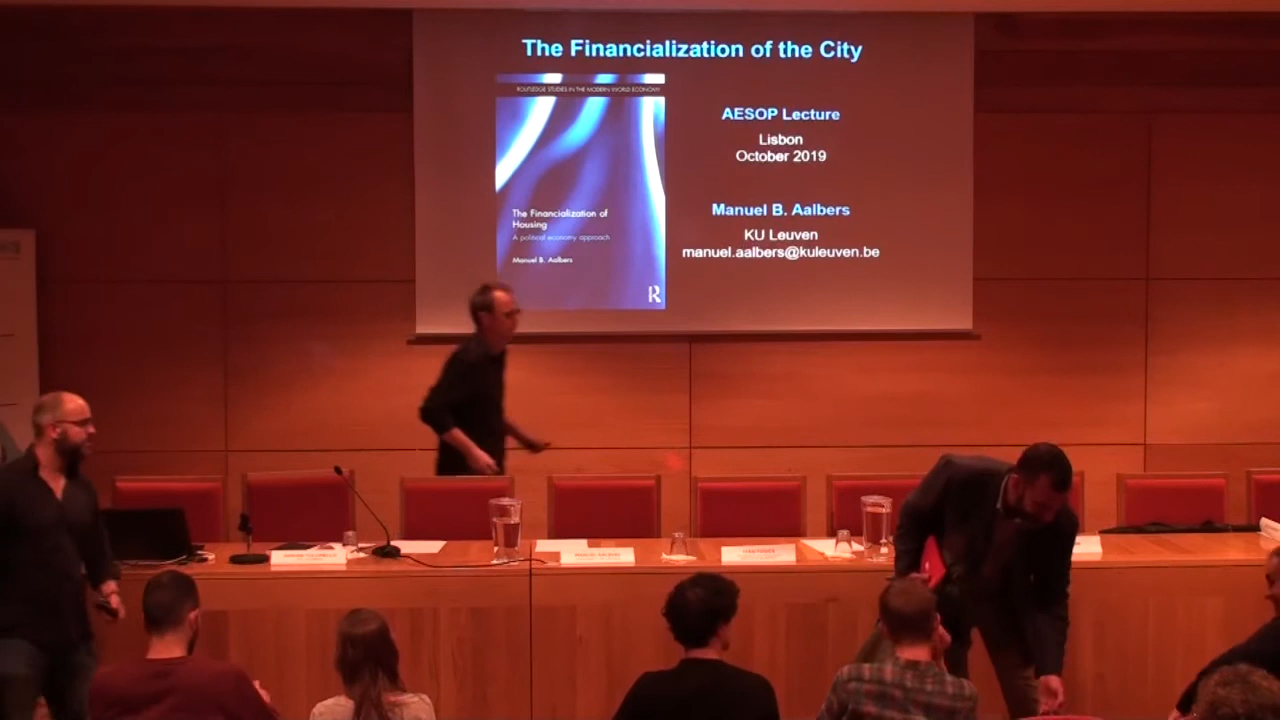 The Financialization of the City
ROUTLEDGE STUDIES IN THE MODERN WORLD ECONOMY
The Financialization of
Housing
A political economy approach
Manuel B. Aalbers
R
AESOP Lecture
Lisbon
October 2019
Manuel B. Aalbers
KU Leuven
manuel.aalbers@kuleuven.be